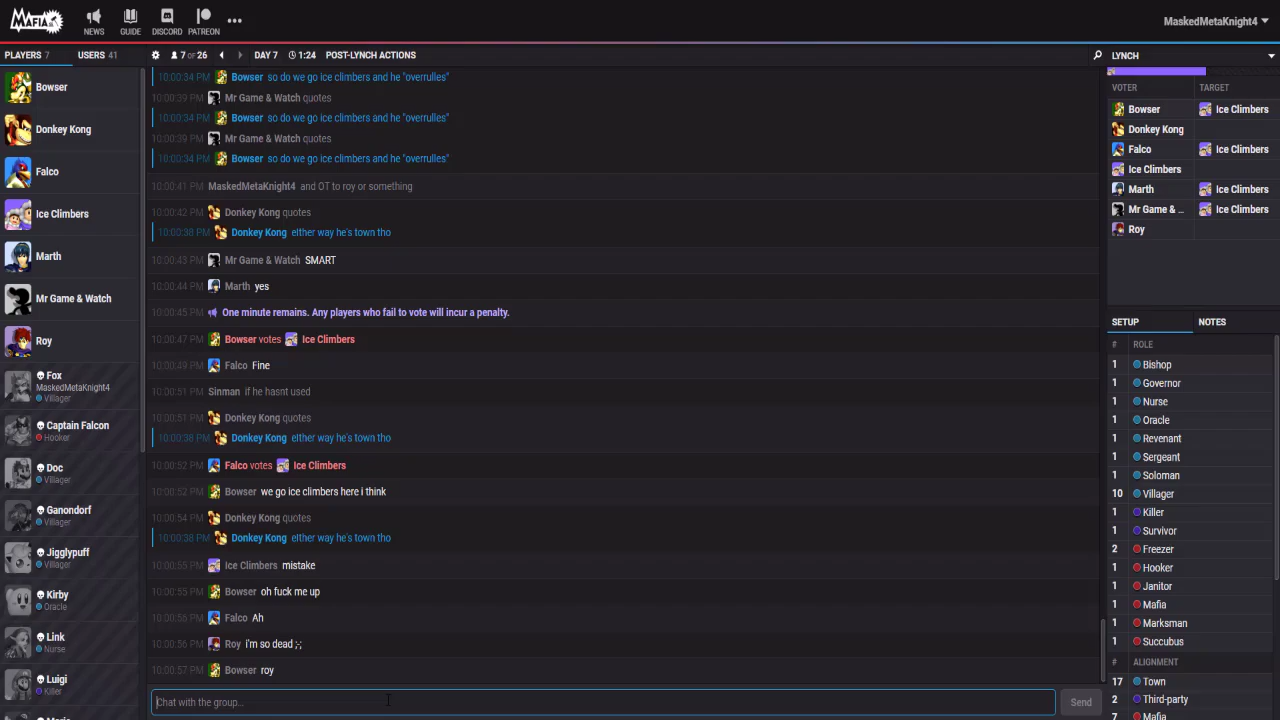 MAFIA
NEWS
GUIDE
DISCORD
PATREON
MaskedMetaKnight4
PLAYERS 7
USERS 41
7 of 26
DAY 7
1:24
POST-LYNCH ACTIONS
LYNCH
Bowser
Donkey Kong
Falco
Ice Climbers
Marth
Mr Game & Watch
Roy
Fox
MaskedMetaKnight4
Villager
Captain Falcon
Hooker
Doc
Villager
Ganondorf
Villager
Jigglypuff
Villager
Kirby
Oracle
Link
Nurse
Luigi
Killer
10:00:34 PM Bowser so do we go ice climbers and he "overrulles"
10:00:39 PM Mr Game & Watch quotes
10:00:34 PM Bowser so do we go ice climbers and he "overrulles"
10:00:39 PM Mr Game & Watch quotes
10:00:34 PM Bowser so do we go ice climbers and he "overrulles"
10:00:41 PM MaskedMetaKnight4 and OT to roy or something
10:00:42 PM Donkey Kong quotes
10:00:38 PM Donkey Kong either way he's town tho
10:00:43 PM Mr Game & Watch SMART
10:00:44 PM Marth yes
10:00:45 PM One minute remains. Any players who fail to vote will incur a penalty.
10:00:47 PM Bowser votes Ice Climbers
10:00:49 PM Falco Fine
10:00:51 PM Sinman if he hasnt used
10:00:51 PM Donkey Kong quotes
10:00:38 PM Donkey Kong either way he's town tho
10:00:52 PM Falco votes Ice Climbers
10:00:52 PM Bowser we go ice climbers here i think
10:00:54 PM Donkey Kong quotes
10:00:38 PM Donkey Kong either way he's town tho
10:00:55 PM Ice Climbers mistake
10:00:55 PM Bowser oh fuck me up
10:00:56 PM Falco Ah
10:00:56 PM Roy i'm so dead ;-;
10:00:57 PM Bowser roy
Chat with the group...
Send
VOTER TARGET
Bowser Ice Climbers
Donkey Kong
Falco Ice Climbers
Ice Climbers
Marth Ice Climbers
Mr Game & ... Ice Climbers
Roy
SETUP NOTES
# ROLE
1 Bishop
1 Governor
1 Nurse
1 Oracle
1 Revenant
1 Sergeant
1 Soloman
10 Villager
1 Killer
1 Survivor
2 Freezer
1 Hooker
1 Janitor
1 Mafia
1 Marksman
1 Succubus
# ALIGNMENT
17 Town
2 Third-party
7 Mafia